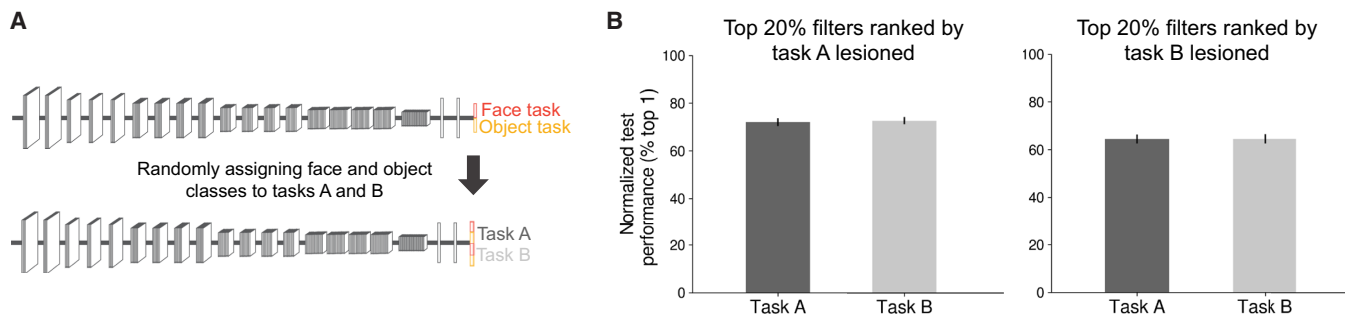 A
Face task
Object task
Randomly assigning face and object
classes to tasks A and B
Task A
Task B
B
Top 20% filters ranked by
task A lesioned
Normalized test
performance (% top 1)
100
80
60
40
20
0
Task A
Task B
Top 20% filters ranked by
task B lesioned
100
80
60
40
20
0
Task A
Task B